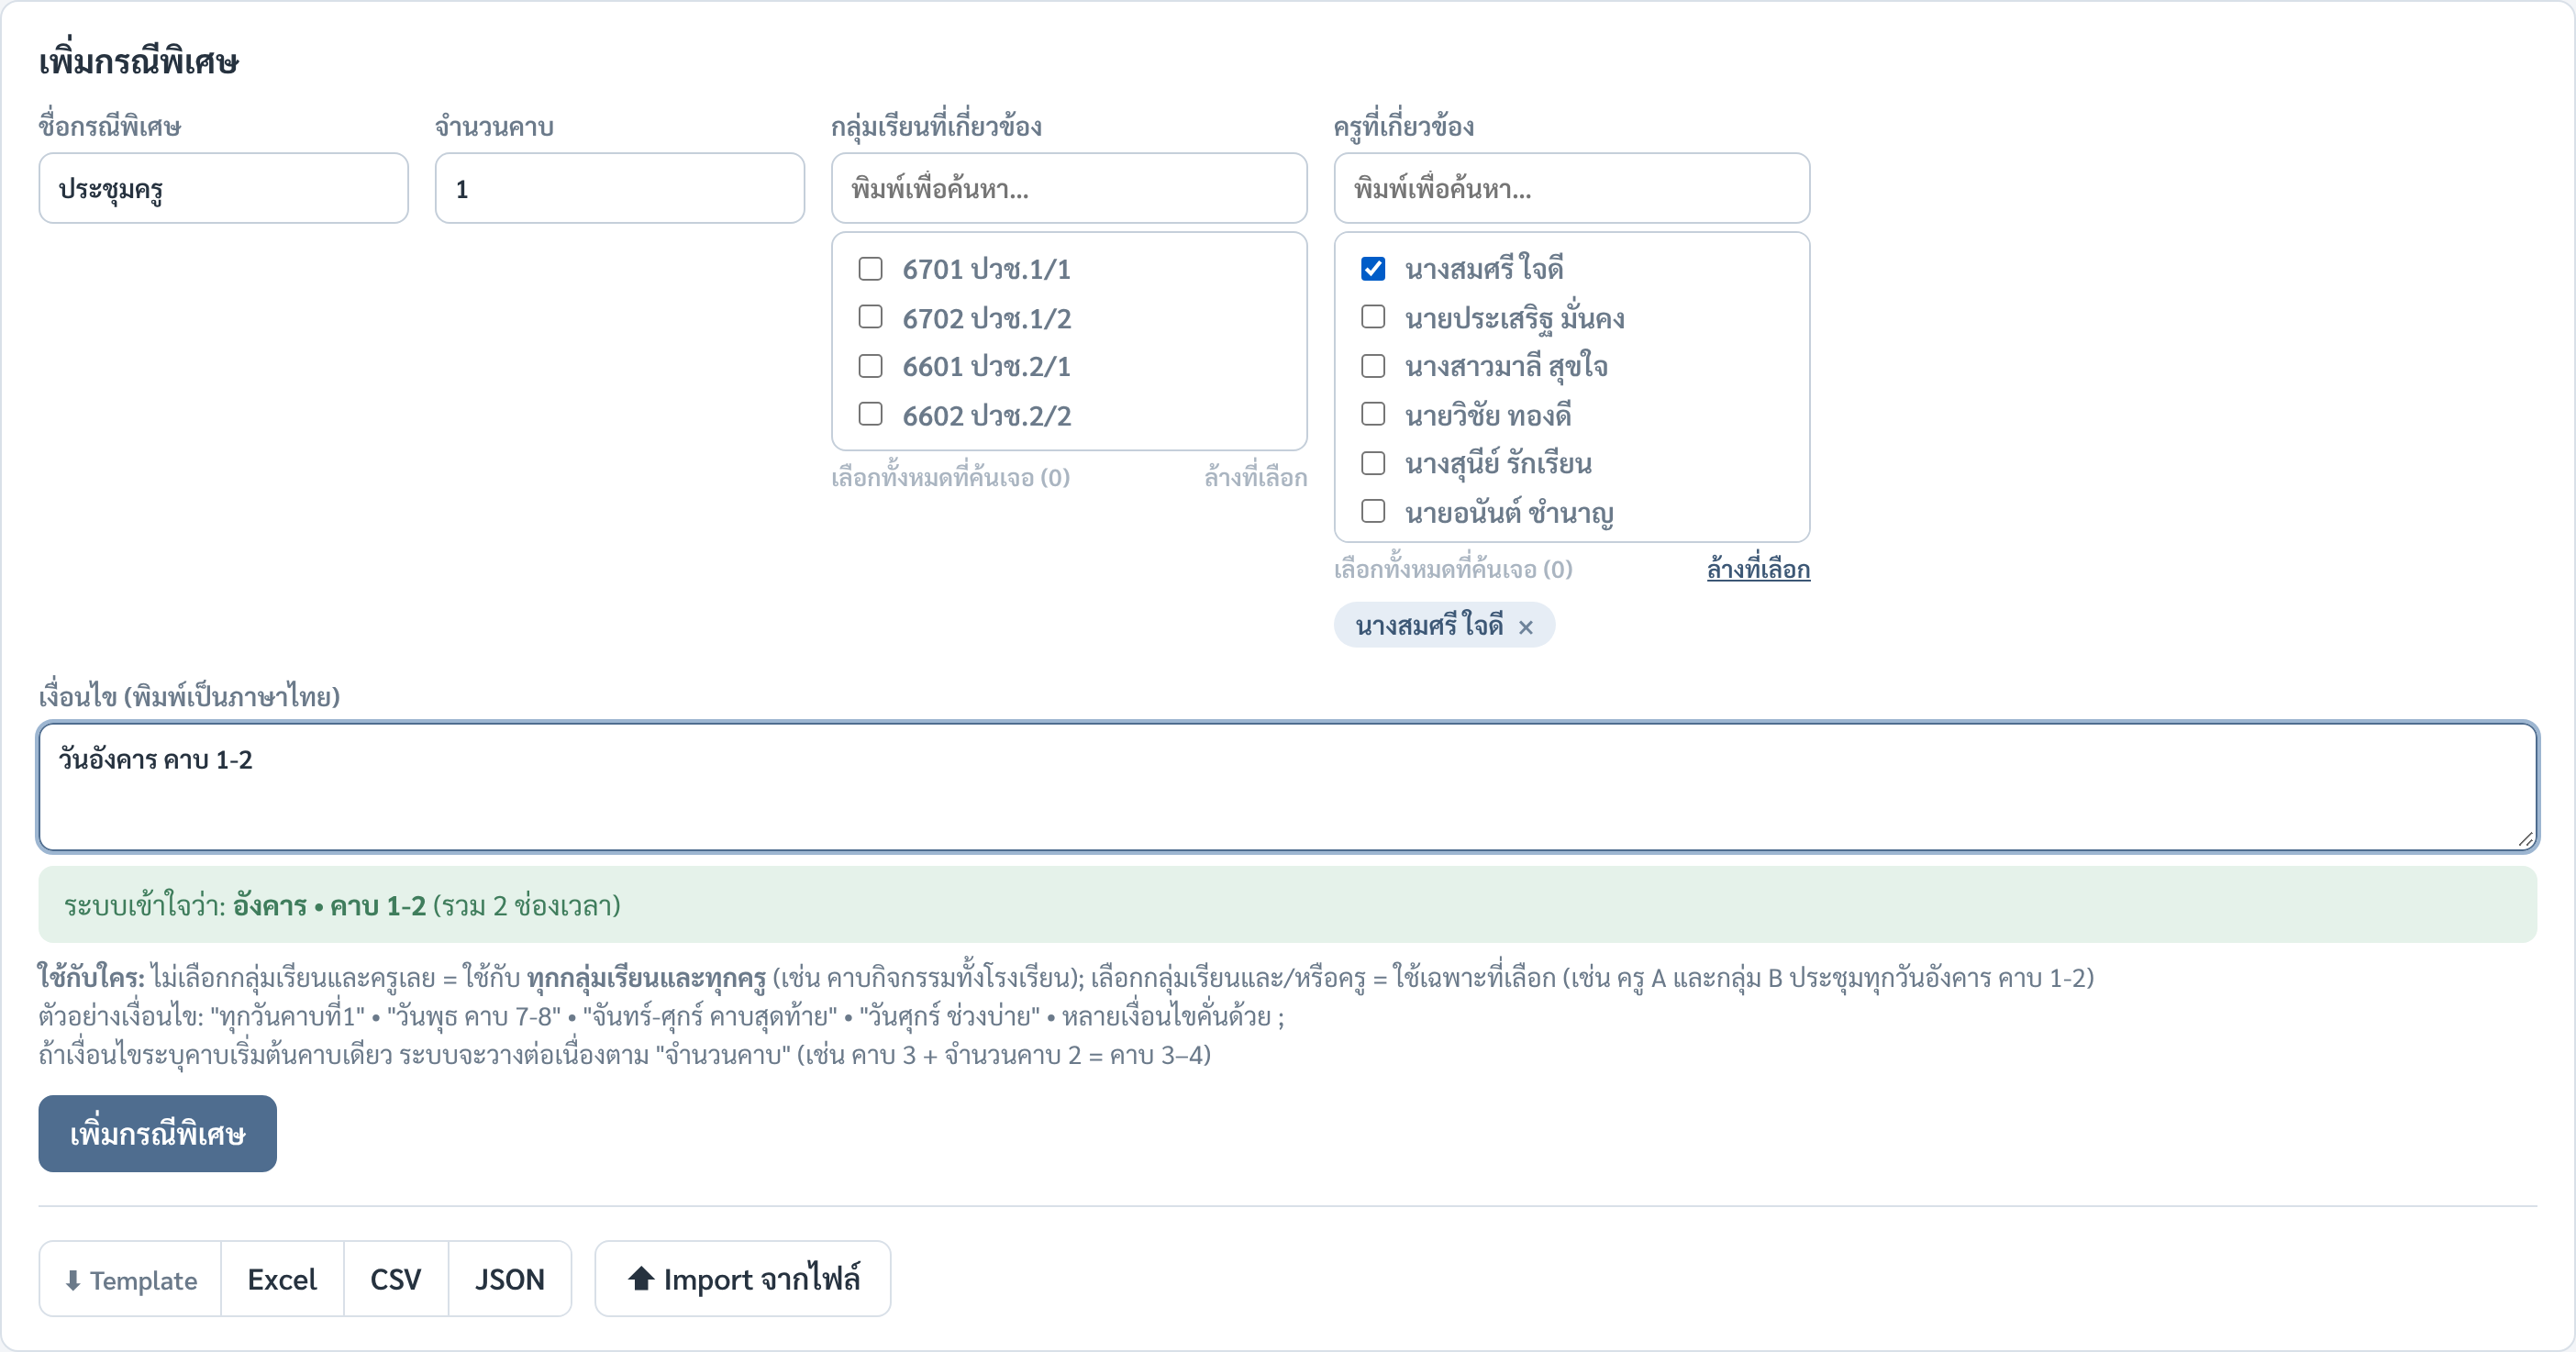 เพิ่มกรณีพิเศษ
ชื่อกรณีพิเศษ
ประชุมครู
จำนวนคาบ
1
กลุ่มเรียนที่เกี่ยวข้อง
พิมพ์เพื่อค้นหา...
6701 ปวช.1/1
6702 ปวช.1/2
6601 ปวช.2/1
6602 ปวช.2/2
เลือกทั้งหมดที่ค้นเจอ (0) ล้างที่เลือก
ครูที่เกี่ยวข้อง
พิมพ์เพื่อค้นหา...
นางสมศรี ใจดี
นายประเสริฐ มั่นคง
นางสาวมาลี สุขใจ
นายวิชัย ทองดี
นางสุนีย์ รักเรียน
นายอนันต์ ชำนาญ
เลือกทั้งหมดที่ค้นเจอ (0) ล้างที่เลือก
นางสมศรี ใจดี ×
เงื่อนไข (พิมพ์เป็นภาษาไทย)
วันอังคาร คาบ 1-2
ระบบเข้าใจว่า: อังคาร • คาบ 1-2 (รวม 2 ช่องเวลา)
ใช้กับใคร: ไม่เลือกกลุ่มเรียนและครูเลย = ใช้กับ ทุกกลุ่มเรียนและทุกครู (เช่น คาบกิจกรรมทั้งโรงเรียน); เลือกกลุ่มเรียนและ/หรือครู = ใช้เฉพาะที่เลือก (เช่น ครู A และกลุ่ม B ประชุมทุกวันอังคาร คาบ 1-2)
ตัวอย่างเงื่อนไข: "ทุกวันคาบที่1" • "วันพุธ คาบ 7-8" • "จันทร์-ศุกร์ คาบสุดท้าย" • "วันศุกร์ ช่วงบ่าย" • หลายเงื่อนไขคั่นด้วย ;
ถ้าเงื่อนไขระบุคาบเริ่มต้นคาบเดียว ระบบจะวางต่อเนื่องตาม "จำนวนคาบ" (เช่น คาบ 3 + จำนวนคาบ 2 = คาบ 3–4)
เพิ่มกรณีพิเศษ
⬇ Template Excel CSV JSON ⬆ Import จากไฟล์